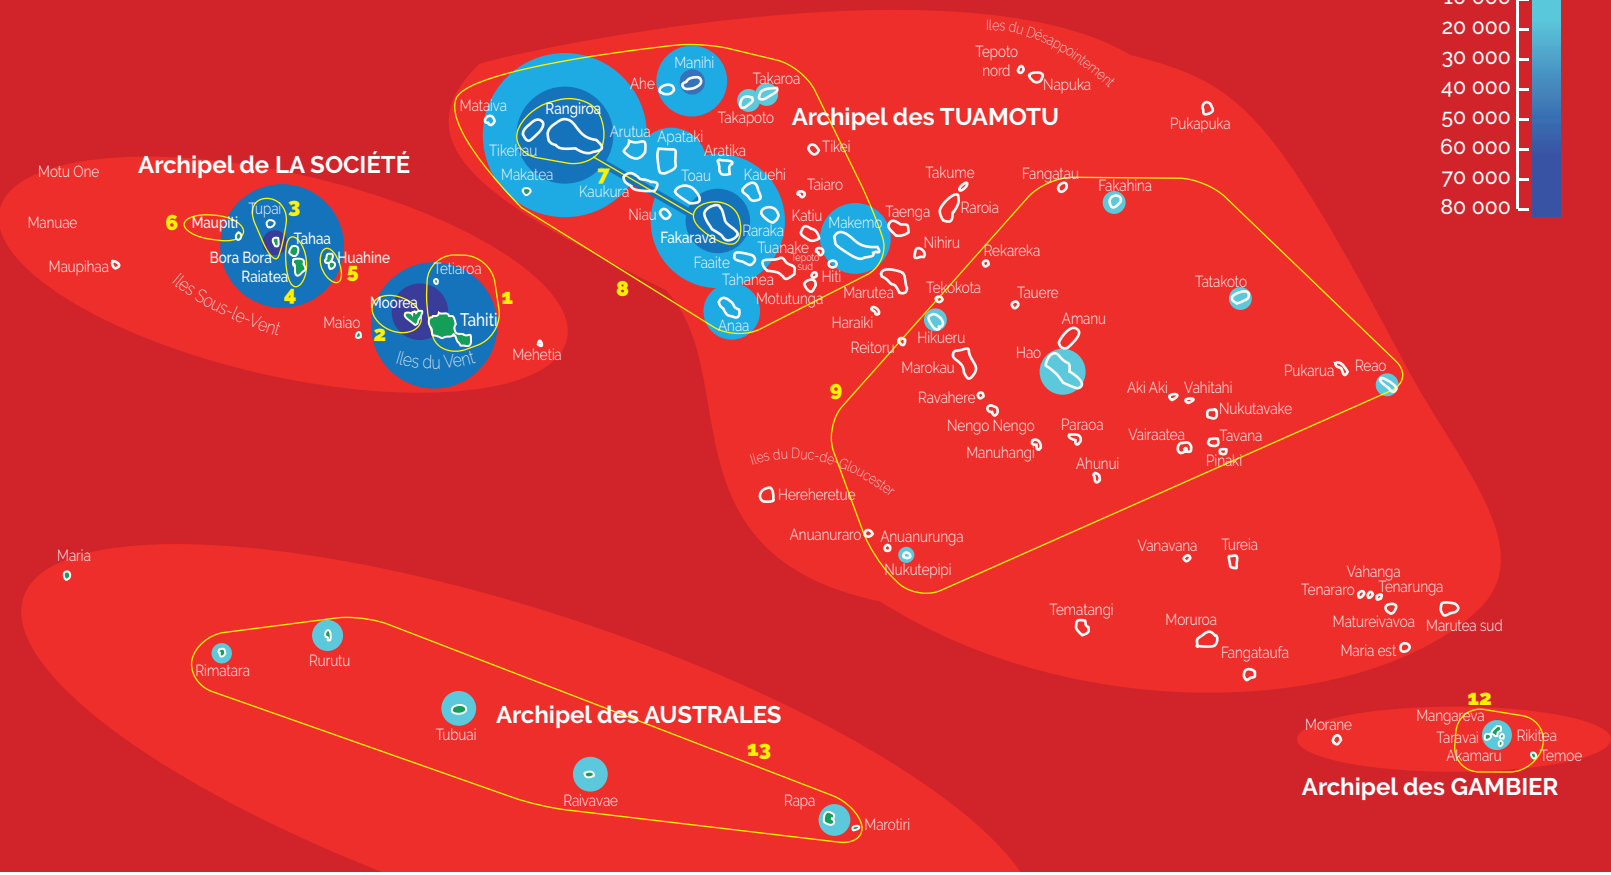 10 000
20 000
30 000
40 000
50 000
60 000
70 000
80 000
Iles du Désappointement
Tepoto
nord
Napuka
Pukapuka
Archipel des TUAMOTU
Manihi
Ahe
Takaroa
Takapoto
Mataiva
Rangiroa
Tikehau
Makatea
Arutua
Apataki
Aratika
Tikei
Kaukura
Toau
Kauehi
Taiaro
Niau
Fakarava
Raraka
Katiu
Makemo
Taenga
Takume
Raroia
Fangatau
Fakahina
Nihiru
Rekareka
Faaite
Tuanake
Tepoto
sud
Hiti
Tahanea
Motutunga
Marutea
Anaa
Haraiki
Reitoru
Tekokota
Hikueru
Tauere
Tatakoto
Amanu
Hao
Marokau
Ravahere
Nengo Nengo
Manuhangi
Paraoa
Ahunui
Aki Aki
Vahitahi
Nukutavake
Vairaatea
Tavana
Pinaki
Pukarua
Reao
7
8
9
Iles du Duc-de-Gloucester
Hereheretue
Anuanuraro
Anuanurunga
Nukutepipi
Vanavana
Tureia
Tematangi
Moruroa
Fangataufa
Vahanga
Tenararo
Tenarunga
Matureivavoa
Marutea sud
Maria est
Archipel de LA SOCIÉTÉ
Motu One
Manuae
Maupihaa
6
Maupiti
Tupai
3
Bora Bora
Tahaa
Raiatea
4
Huahine
5
Iles Sous-le-Vent
Maiao
Tetiaroa
1
Moorea
2
Tahiti
Iles du Vent
Mehetia
Maria
Rimatara
Rurutu
Tubuai
Archipel des AUSTRALES
13
Raivavae
Rapa
Marotiri
12
Morane
Mangareva
Taravai
Rikitea
Akamaru
Temoe
Archipel des GAMBIER